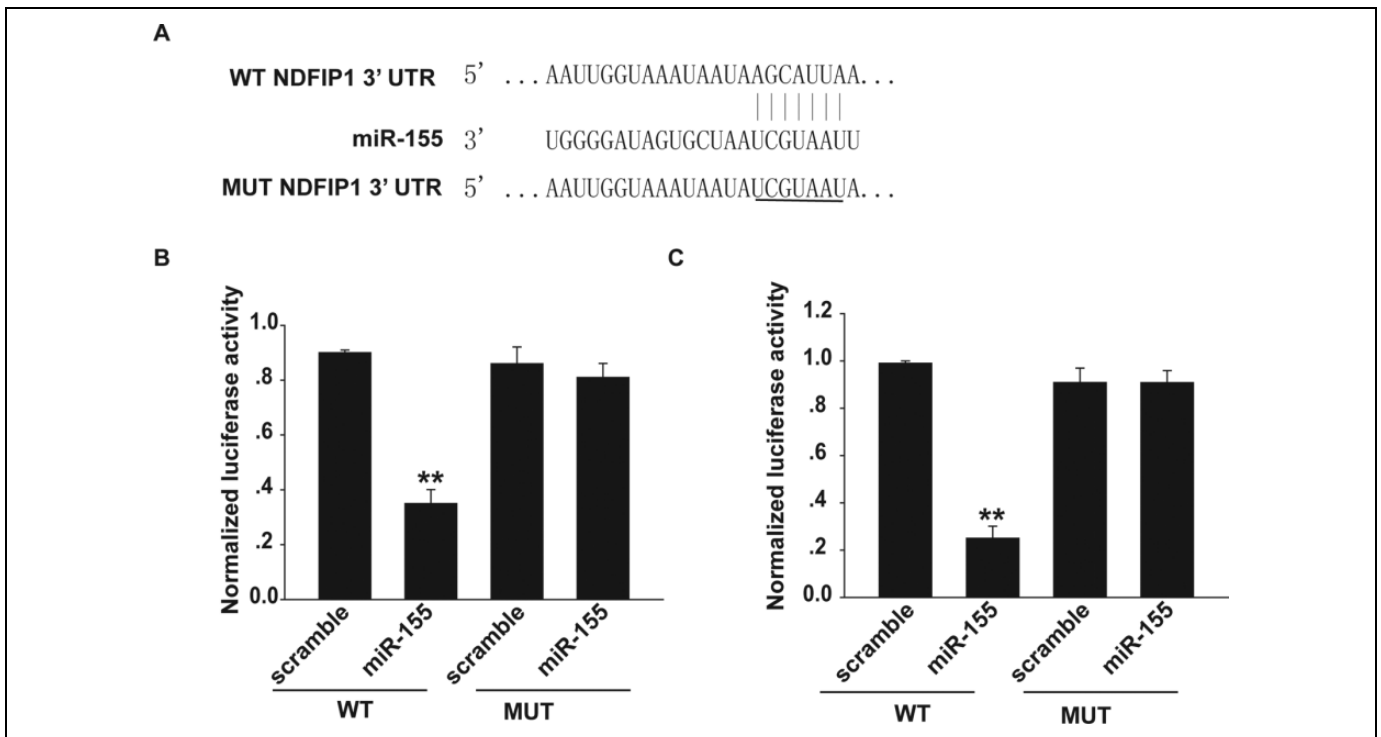 A
WT NDFIP1 3' UTR 5' ...AAUUGGUAAAUAAUAAGCAUUAA...
miR-155 3' UGGGGAUAGUGCUAAUCGUAAUU
MUT NDFIP1 3' UTR 5' ...AAUUGGUAAAUAAUAUCGUAAUA...
B
Normalized luciferase activity
1.0
.8
.6
.4
.2
0.0
**
scramble
miR-155
scramble
miR-155
WT
MUT
C
Normalized luciferase activity
1.2
1.0
.8
.6
.4
.2
0.0
**
scramble
miR-155
scramble
miR-155
WT
MUT